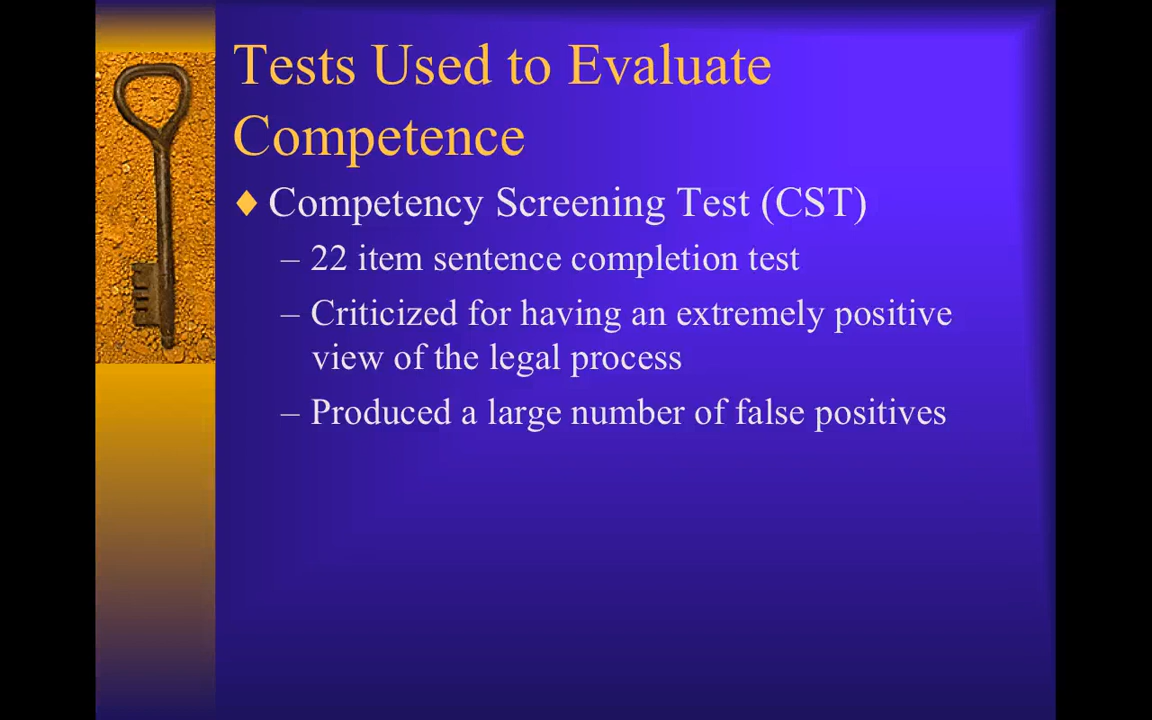 Tests Used to Evaluate
Competence
♦ Competency Screening Test (CST)
– 22 item sentence completion test
– Criticized for having an extremely positive
view of the legal process
– Produced a large number of false positives